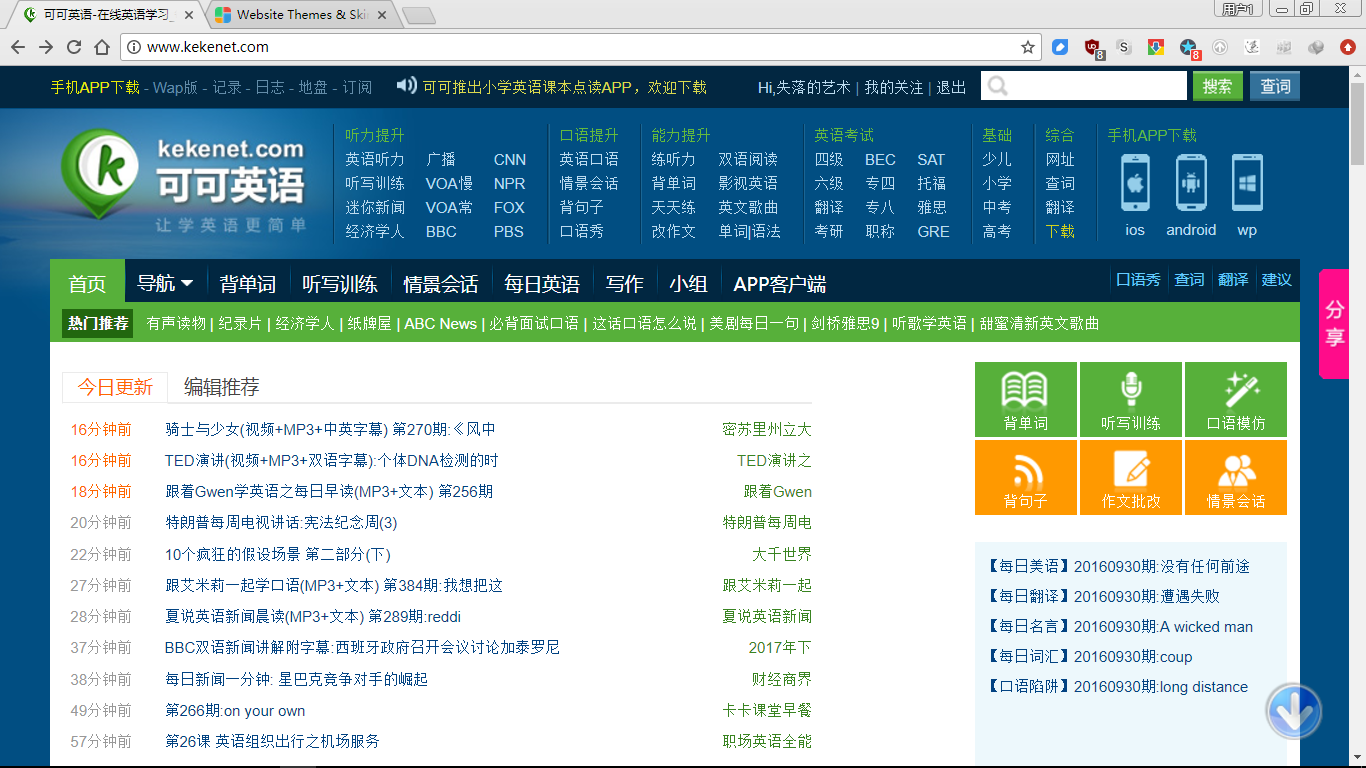 可可英语-在线英语学习_ Website Themes & Skin
用户1
www.kekenet.com
8 S 8
手机APP下载 - Wap版 - 记录 - 日志 - 地盘 - 订阅 可可推出小学英语课本点读APP，欢迎下载 Hi,失落的艺术 | 我的关注 | 退出 搜索 查词
kekenet.com
可可英语
让学英语更简单
听力提升 口语提升 能力提升 英语考试 基础 综合 手机APP下载
英语听力 广播 CNN 英语口语 练听力 双语阅读 四级 BEC SAT 少儿 网址
听写训练 VOA慢 NPR 情景会话 背单词 影视英语 六级 专四 托福 小学 查词
迷你新闻 VOA常 FOX 背句子 天天练 英文歌曲 翻译 专八 雅思 中考 翻译
经济学人 BBC PBS 口语秀 改作文 单词|语法 考研 职称 GRE 高考 下载 ios android wp
首页 导航 背单词 听写训练 情景会话 每日英语 写作 小组 APP客户端 口语秀 查词 翻译 建议
热门推荐 有声读物 | 纪录片 | 经济学人 | 纸牌屋 | ABC News | 必背面试口语 | 这话口语怎么说 | 美剧每日一句 | 剑桥雅思9 | 听歌学英语 | 甜蜜清新英文歌曲
分享
今日更新 编辑推荐
16分钟前 骑士与少女(视频+MP3+中英字幕) 第270期:《风中 密苏里州立大
16分钟前 TED演讲(视频+MP3+双语字幕):个体DNA检测的时 TED演讲之
18分钟前 跟着Gwen学英语之每日早读(MP3+文本) 第256期 跟着Gwen
20分钟前 特朗普每周电视讲话:宪法纪念周(3) 特朗普每周电
22分钟前 10个疯狂的假设场景 第二部分(下) 大千世界
27分钟前 跟艾米莉一起学口语(MP3+文本) 第384期:我想把这 跟艾米莉一起
28分钟前 夏说英语新闻晨读(MP3+文本) 第289期:reddi 夏说英语新闻
37分钟前 BBC双语新闻讲解附字幕:西班牙政府召开会议讨论加泰罗尼 2017年下
38分钟前 每日新闻一分钟: 星巴克竞争对手的崛起 财经商界
49分钟前 第266期:on your own 卡卡课堂早餐
57分钟前 第26课 英语组织出行之机场服务 职场英语全能
背单词 听写训练 口语模仿
背句子 作文批改 情景会话
【每日美语】20160930期:没有任何前途
【每日翻译】20160930期:遭遇失败
【每日名言】20160930期:A wicked man
【每日词汇】20160930期:coup
【口语陷阱】20160930期:long distance